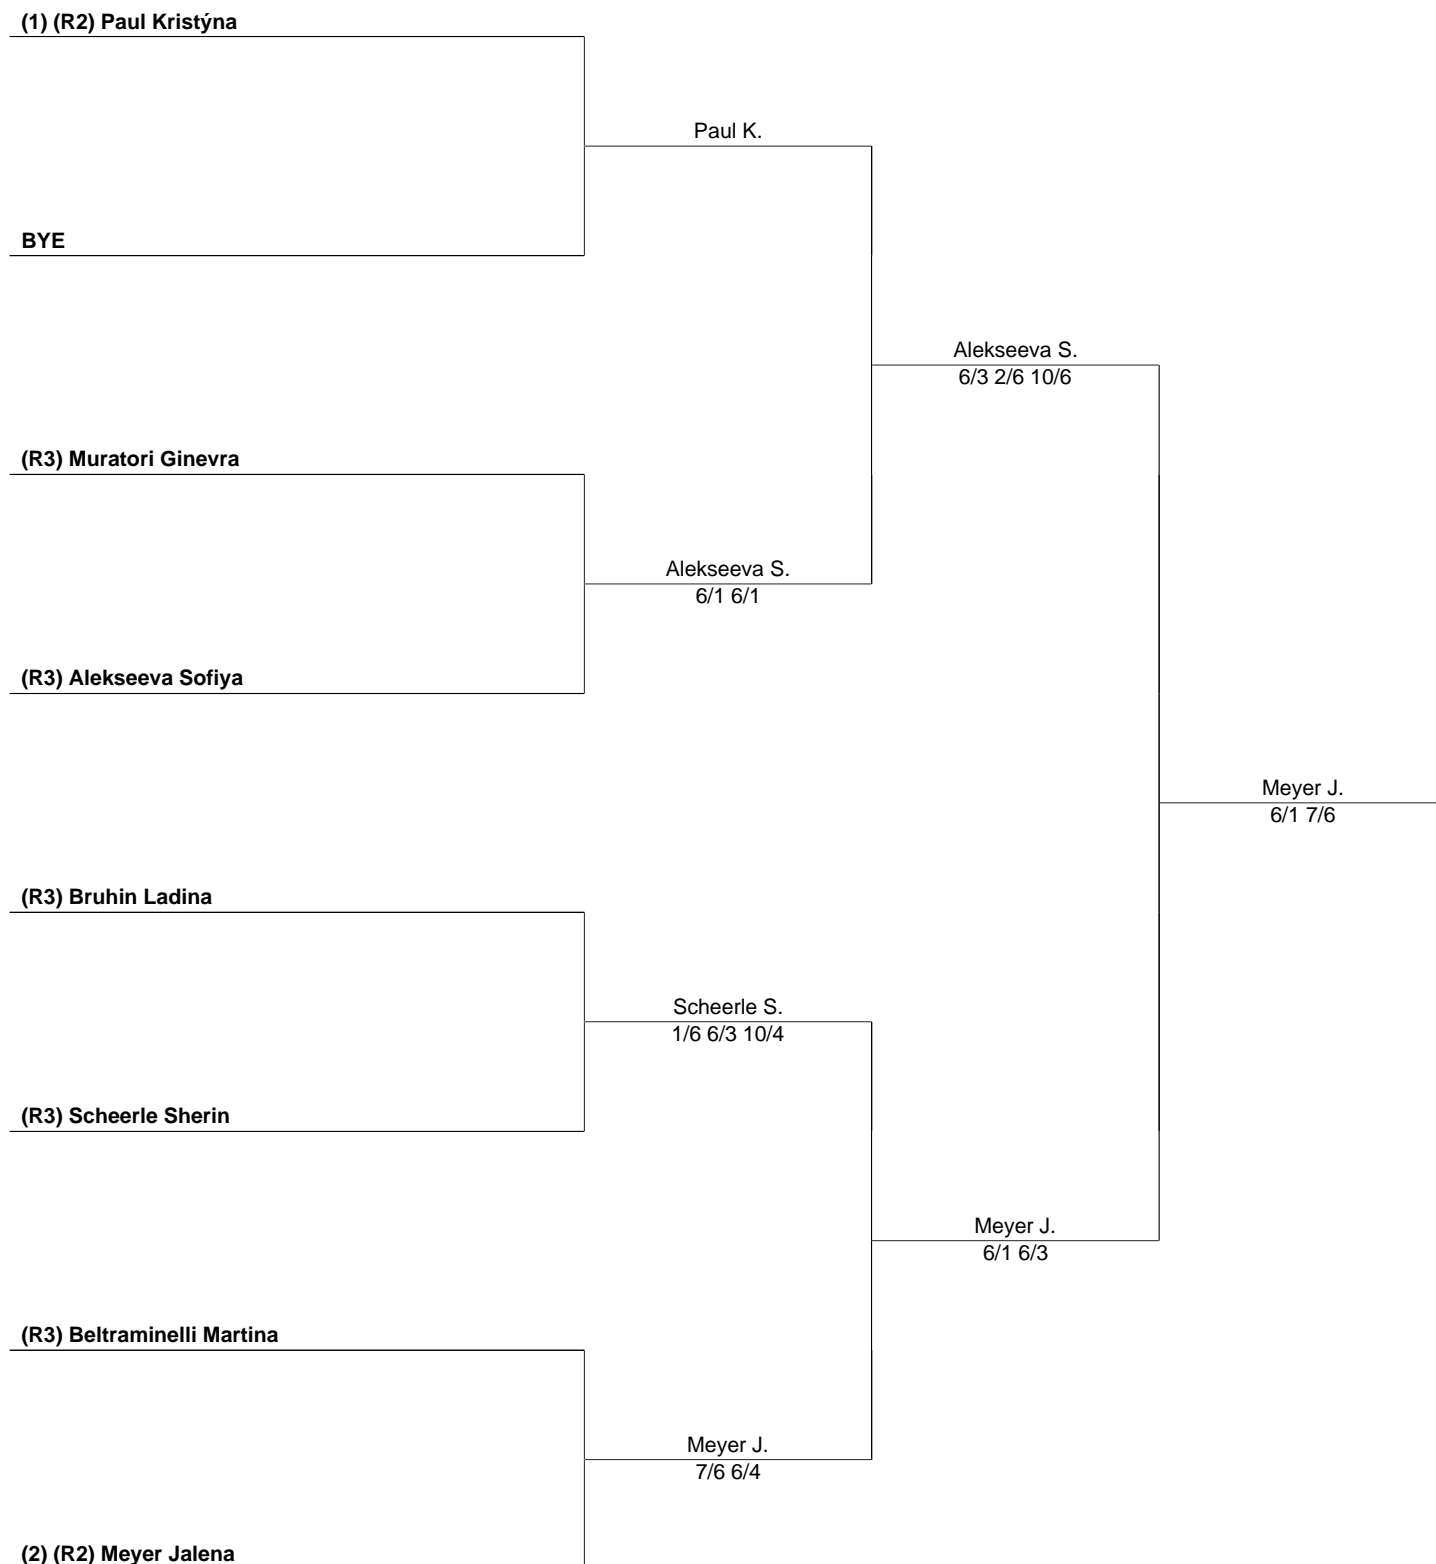 (1) (R2) Paul Kristýna
Paul K.
BYE
Alekseeva S.
6/3 2/6 10/6
(R3) Muratori Ginevra
Alekseeva S.
6/1 6/1
(R3) Alekseeva Sofiya
Meyer J.
6/1 7/6
(R3) Bruhin Ladina
Scheerle S.
1/6 6/3 10/4
(R3) Scheerle Sherin
Meyer J.
6/1 6/3
(R3) Beltraminelli Martina
Meyer J.
7/6 6/4
(2) (R2) Meyer Jalena